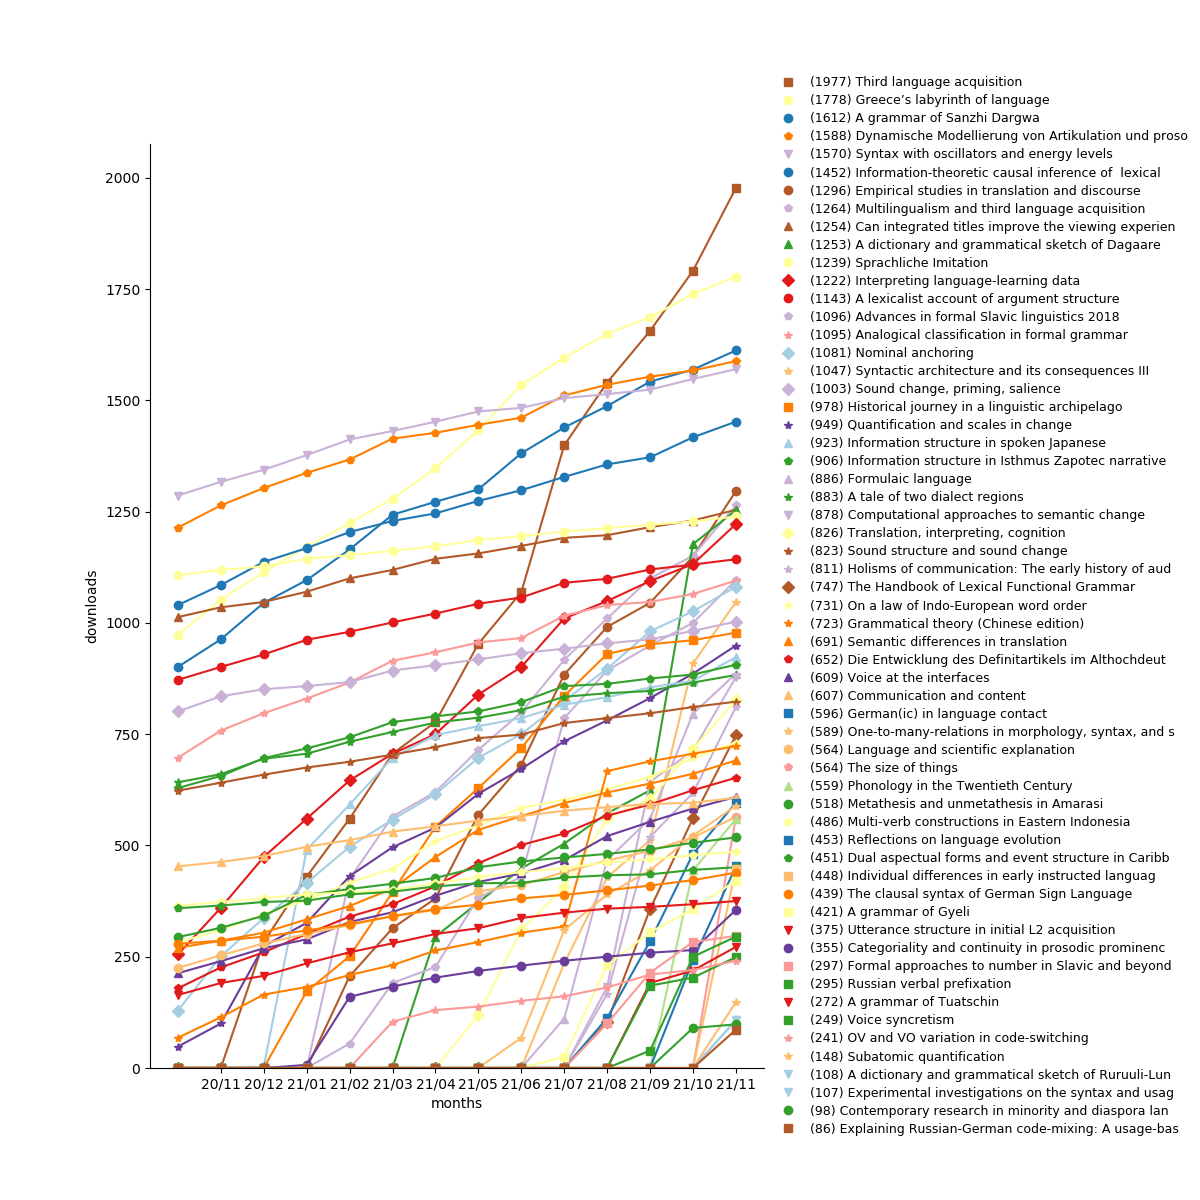 (1977) Third language acquisition
(1778) Greece’s labyrinth of language
(1612) A grammar of Sanzhi Dargwa
(1588) Dynamische Modellierung von Artikulation und proso
(1570) Syntax with oscillators and energy levels
(1452) Information-theoretic causal inference of  lexical
(1296) Empirical studies in translation and discourse
(1264) Multilingualism and third language acquisition
(1254) Can integrated titles improve the viewing experien
(1253) A dictionary and grammatical sketch of Dagaare
(1239) Sprachliche Imitation
(1222) Interpreting language-learning data
(1143) A lexicalist account of argument structure
(1096) Advances in formal Slavic linguistics 2018
(1095) Analogical classification in formal grammar
(1081) Nominal anchoring
(1047) Syntactic architecture and its consequences III
(1003) Sound change, priming, salience
(978) Historical journey in a linguistic archipelago
(949) Quantification and scales in change
(923) Information structure in spoken Japanese
(906) Information structure in Isthmus Zapotec narrative
(886) Formulaic language
(883) A tale of two dialect regions
(878) Computational approaches to semantic change
(826) Translation, interpreting, cognition
(823) Sound structure and sound change
(811) Holisms of communication: The early history of aud
(747) The Handbook of Lexical Functional Grammar
(731) On a law of Indo-European word order
(723) Grammatical theory (Chinese edition)
(691) Semantic differences in translation
(652) Die Entwicklung des Definitartikels im Althochdeut
(609) Voice at the interfaces
(607) Communication and content
(596) German(ic) in language contact
(589) One-to-many-relations in morphology, syntax, and s
(564) Language and scientific explanation
(564) The size of things
(559) Phonology in the Twentieth Century
(518) Metathesis and unmetathesis in Amarasi
(486) Multi-verb constructions in Eastern Indonesia
(453) Reflections on language evolution
(451) Dual aspectual forms and event structure in Caribb
(448) Individual differences in early instructed languag
(439) The clausal syntax of German Sign Language
(421) A grammar of Gyeli
(375) Utterance structure in initial L2 acquisition
(355) Categoriality and continuity in prosodic prominenc
(297) Formal approaches to number in Slavic and beyond
(295) Russian verbal prefixation
(272) A grammar of Tuatschin
(249) Voice syncretism
(241) OV and VO variation in code-switching
(148) Subatomic quantification
(108) A dictionary and grammatical sketch of Ruruuli-Lun
(107) Experimental investigations on the syntax and usag
(98) Contemporary research in minority and diaspora lan
(86) Explaining Russian-German code-mixing: A usage-bas
2000
1750
1500
1250
1000
750
500
250
0
downloads
20/11 20/12 21/01 21/02 21/03 21/04 21/05 21/06 21/07 21/08 21/09 21/10 21/11
months